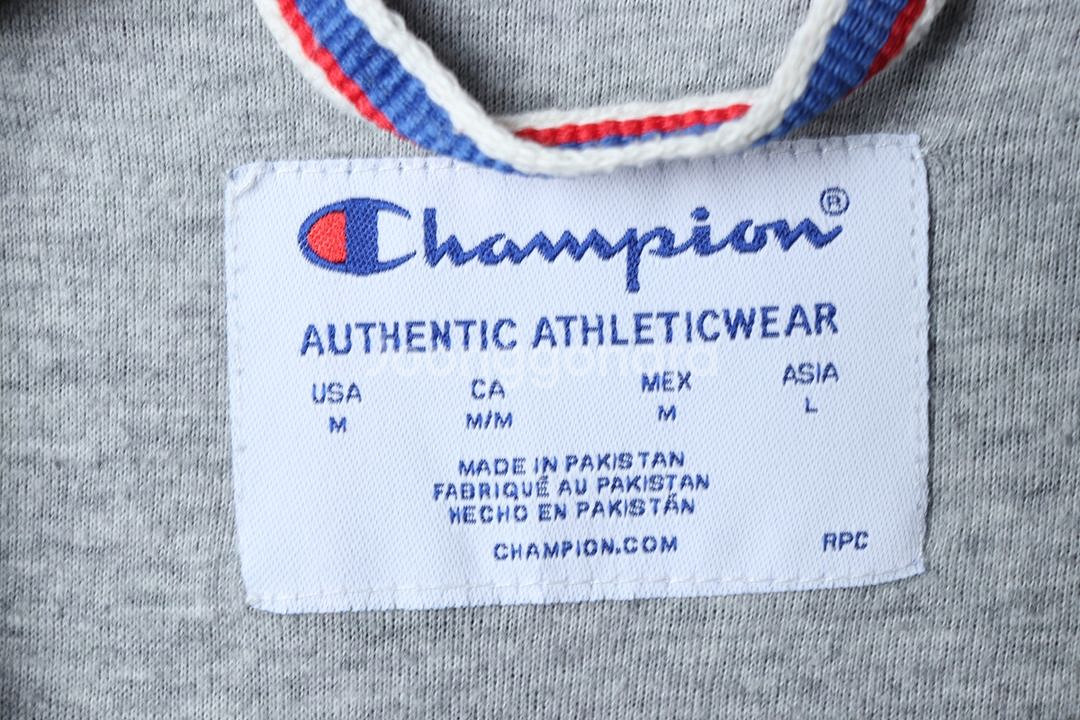 Champion®
AUTHENTIC ATHLETICWEAR
USA CA MEX ASIA
M M/M M L
MADE IN PAKISTAN
FABRIQUÉ AU PAKISTAN
HECHO EN PAKISTÁN
CHAMPION.COM RPC